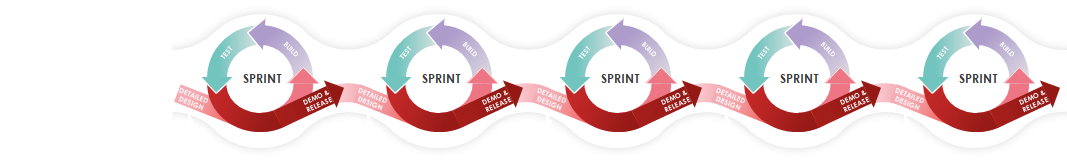 TEST
BUILD
SPRINT
DETAILED
DESIGN
DEMO &
RELEASE
TEST
BUILD
SPRINT
DETAILED
DESIGN
DEMO &
RELEASE
TEST
BUILD
SPRINT
DETAILED
DESIGN
DEMO &
RELEASE
TEST
BUILD
SPRINT
DETAILED
DESIGN
DEMO &
RELEASE
TEST
BUILD
SPRINT
DETAILED
DESIGN
DEMO &
RELEASE